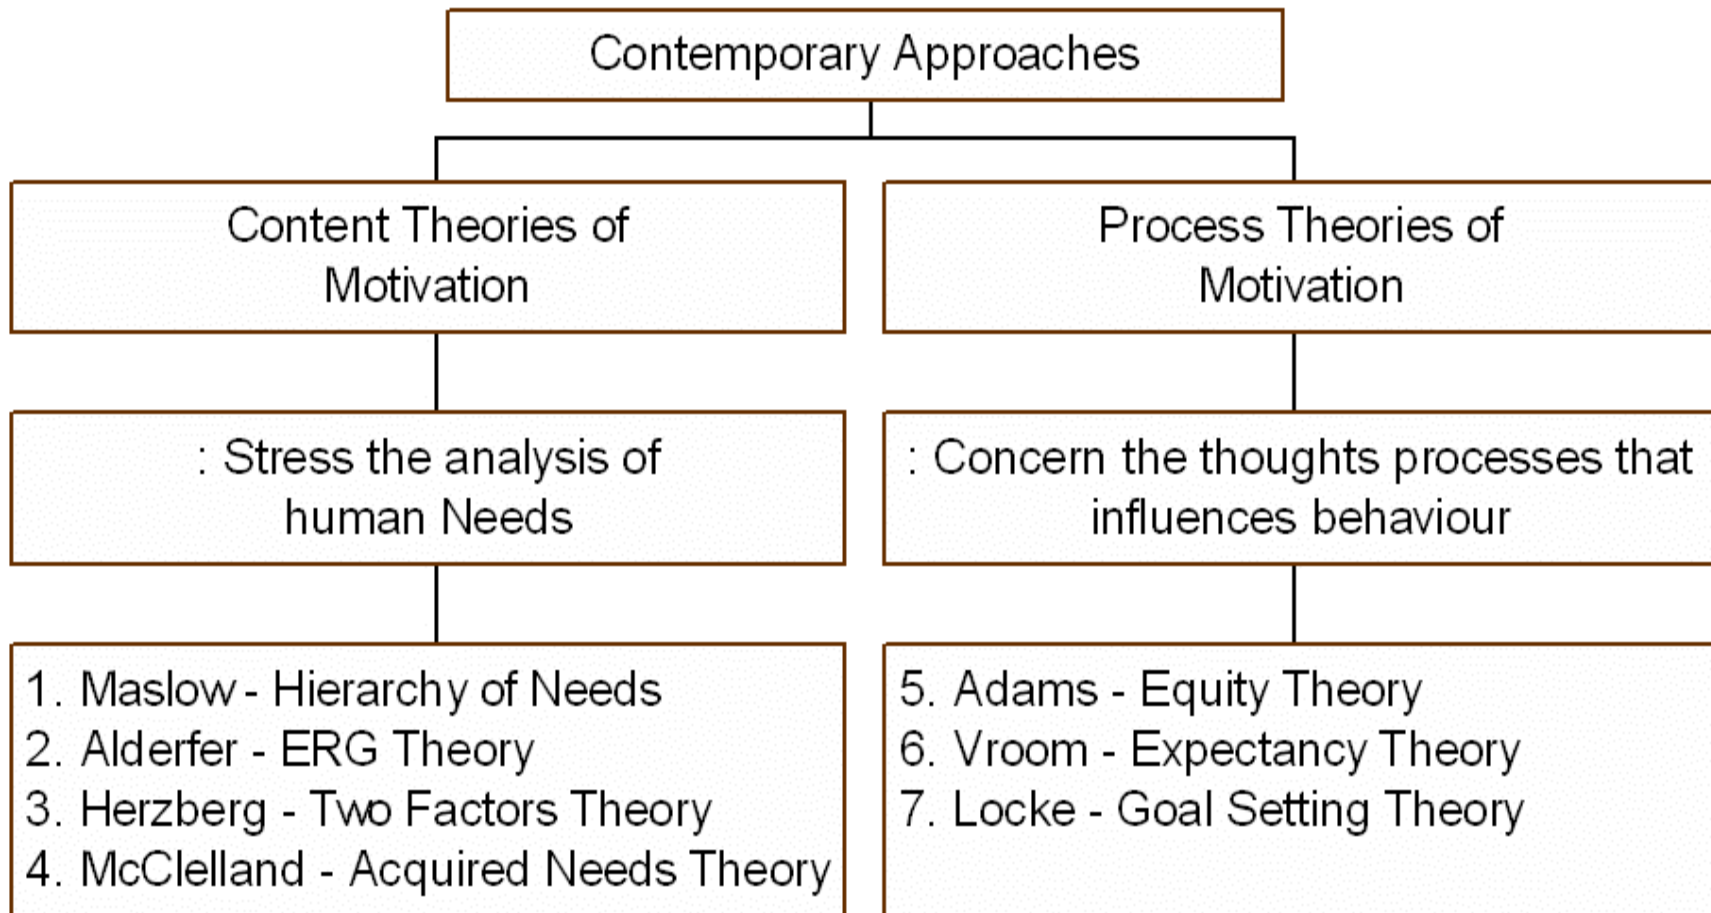 Contemporary Approaches
Content Theories of
Motivation
Process Theories of
Motivation
: Stress the analysis of
human Needs
: Concern the thoughts processes that
influences behaviour
1. Maslow - Hierarchy of Needs
2. Alderfer - ERG Theory
3. Herzberg - Two Factors Theory
4. McClelland - Acquired Needs Theory
5. Adams - Equity Theory
6. Vroom - Expectancy Theory
7. Locke - Goal Setting Theory